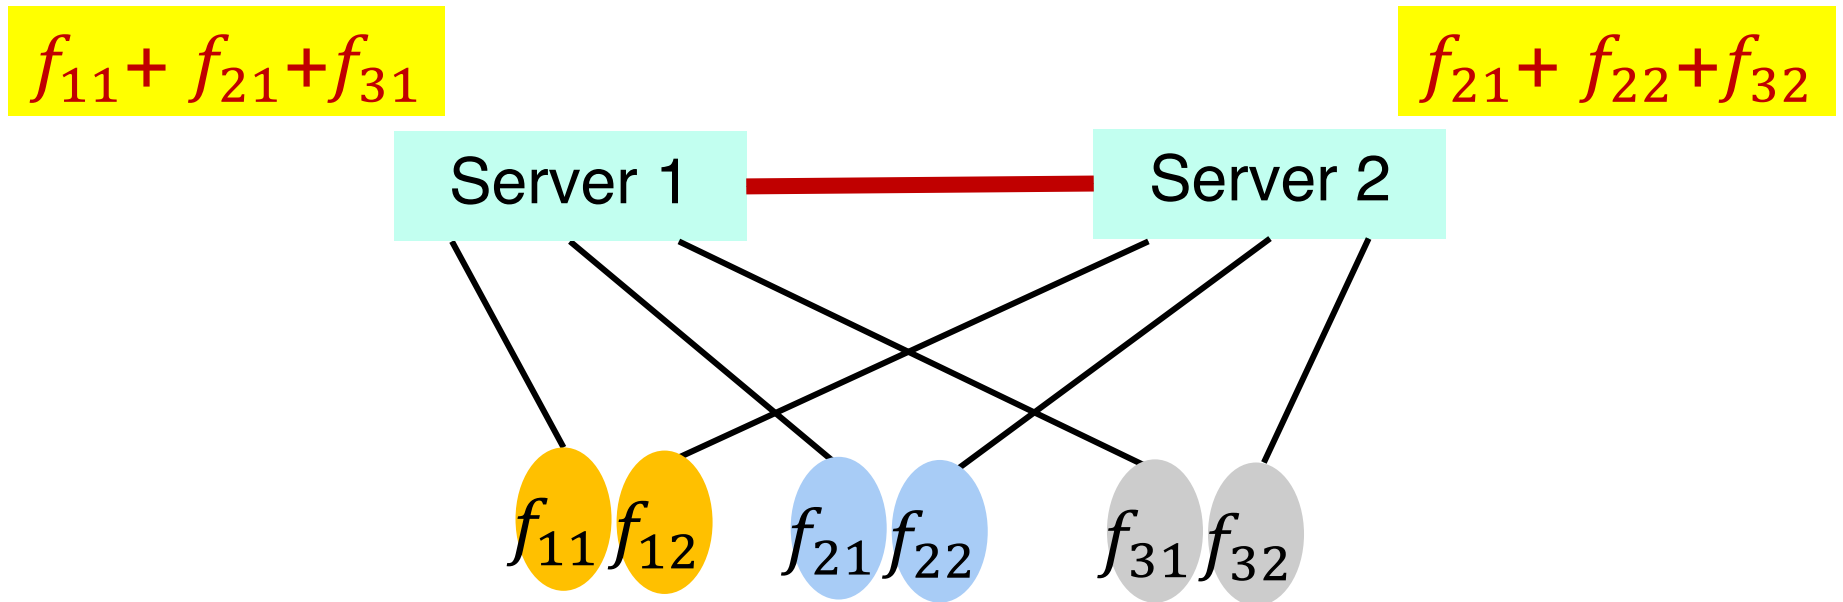 f₁₁+ f₂₁+f₃₁
f₂₁+ f₂₂+f₃₂
Server 1
Server 2
f₁₁ f₁₂ f₂₁ f₂₂ f₃₁ f₃₂